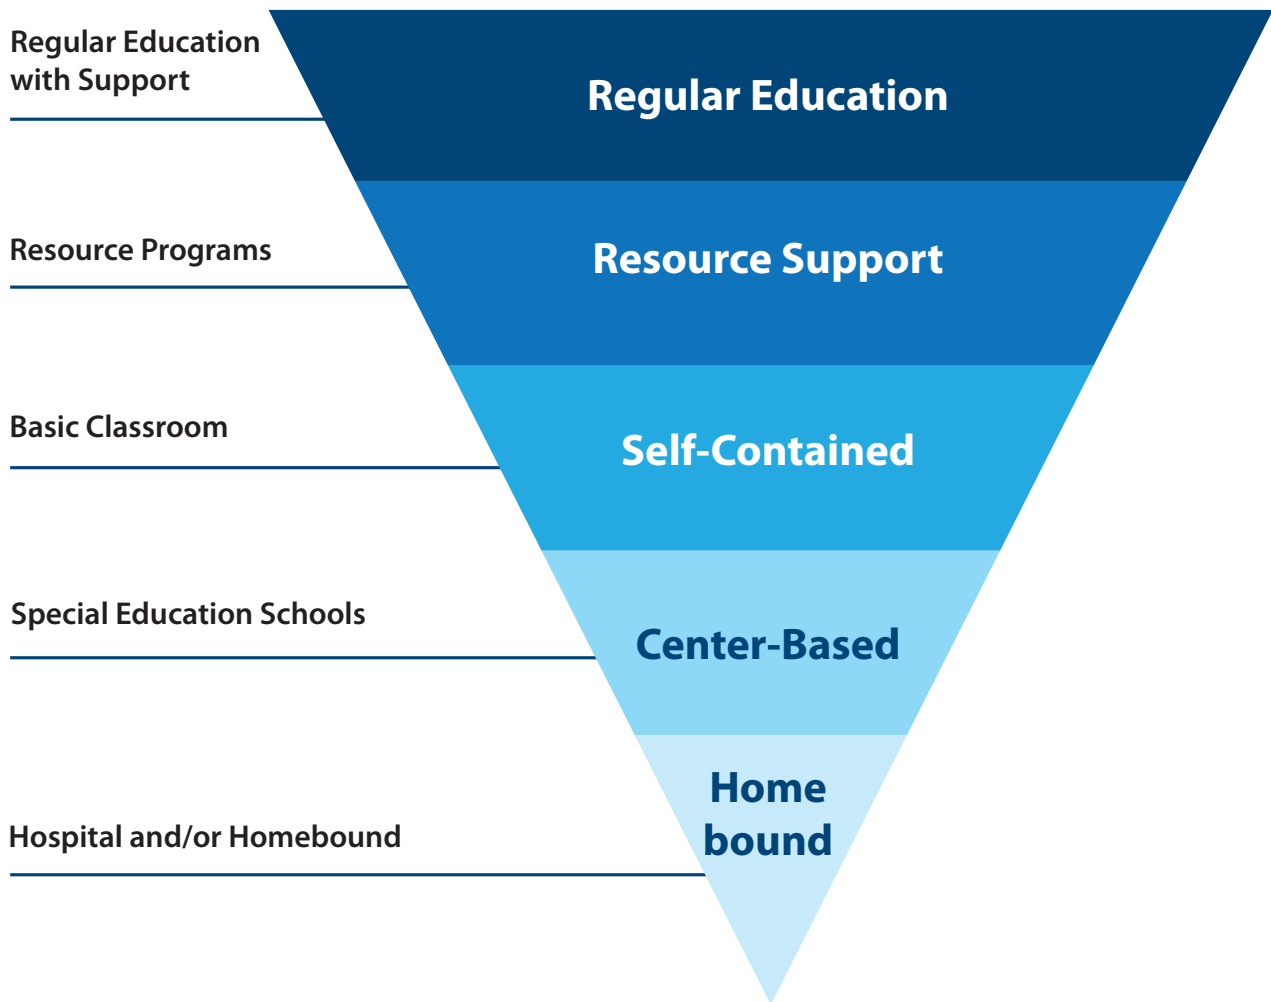 Regular Education
with Support
Regular Education
Resource Programs
Resource Support
Basic Classroom
Self-Contained
Special Education Schools
Center-Based
Hospital and/or Homebound
Home
bound